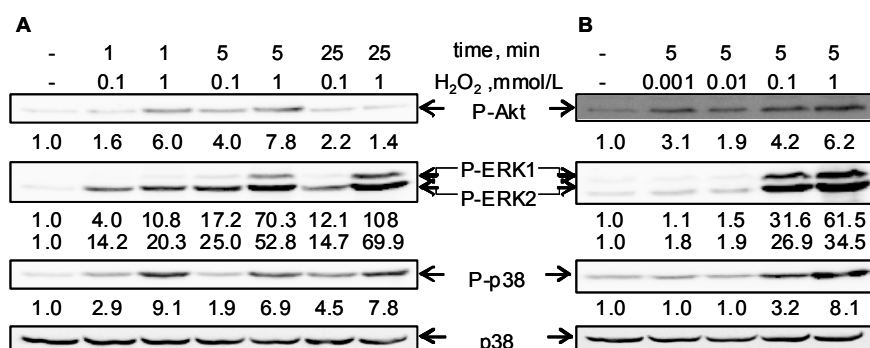 A B
- 1 1 5 5 25 25 time, min - 5 5 5 5
- 0.1 1 0.1 1 0.1 1 H₂O₂ ,mmol/L - 0.001 0.01 0.1 1
P-Akt
1.0 1.6 6.0 4.0 7.8 2.2 1.4 1.0 3.1 1.9 4.2 6.2
P-ERK1
P-ERK2
1.0 4.0 10.8 17.2 70.3 12.1 108 1.0 1.1 1.5 31.6 61.5
1.0 14.2 20.3 25.0 52.8 14.7 69.9 1.0 1.8 1.9 26.9 34.5
P-p38
1.0 2.9 9.1 1.9 6.9 4.5 7.8 1.0 1.0 1.0 3.2 8.1
p38